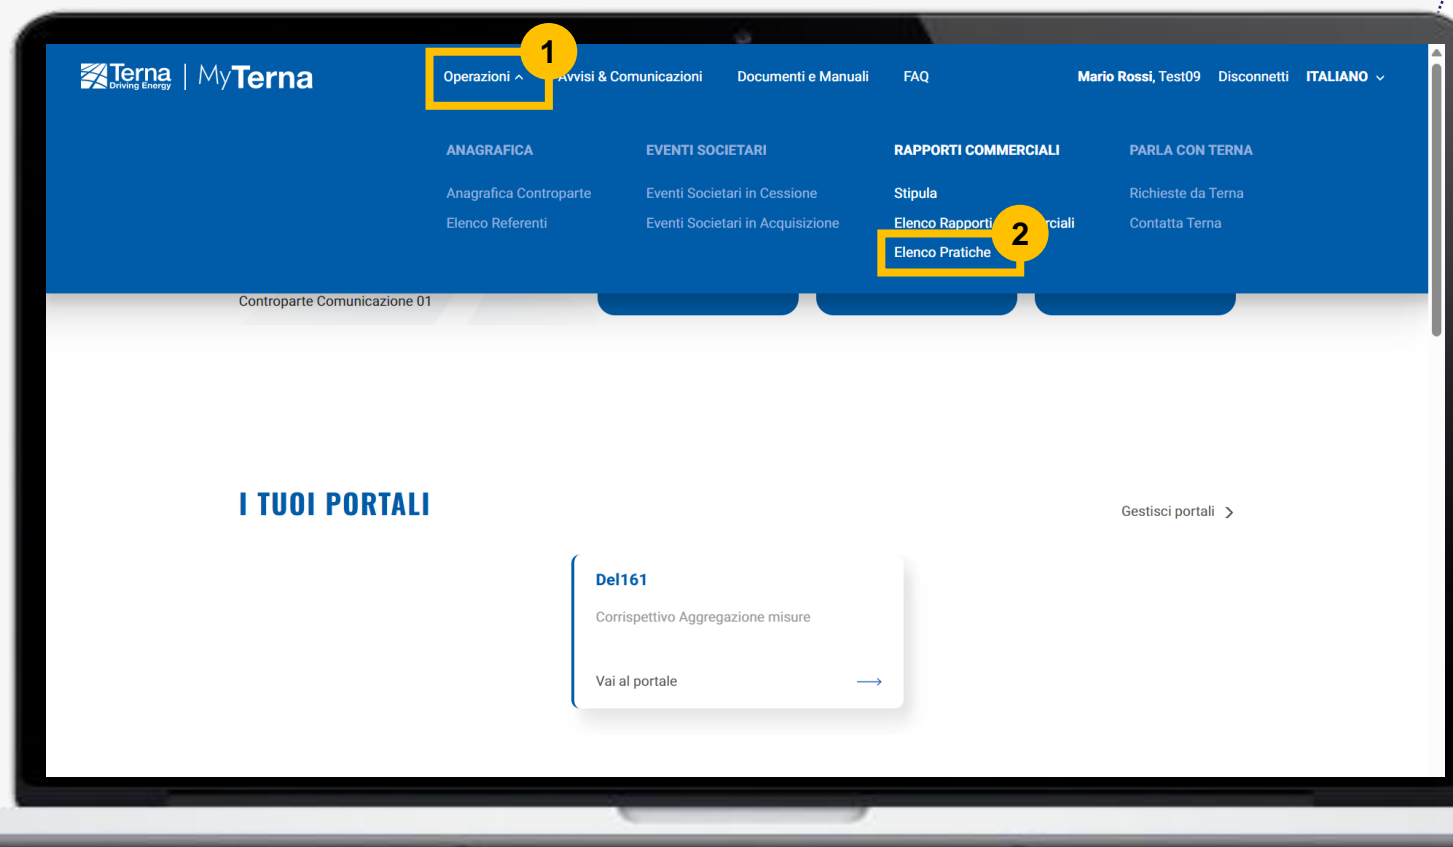 Terna
Driving Energy
MyTerna
Operazioni
1
Avvisi & Comunicazioni
Documenti e Manuali
FAQ
Mario Rossi, Test09
Disconnetti
ITALIANO
ANAGRAFICA
Anagrafica Controparte
Elenco Referenti
EVENTI SOCIETARI
Eventi Societari in Cessione
Eventi Societari in Acquisizione
RAPPORTI COMMERCIALI
Stipula
Elenco Rapporti erciali
2
Elenco Pratiche
PARLA CON TERNA
Richieste da Terna
Contatta Terna
Controparte Comunicazione 01
I TUOI PORTALI
Gestisci portali
Del161
Corrispettivo Aggregazione misure
Vai al portale